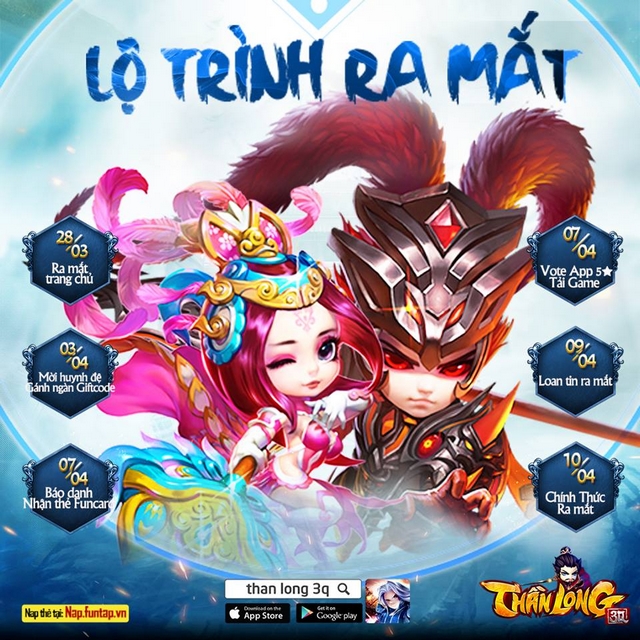 LỘ TRÌNH RA MẮT
28/03
Ra mắt
trang chủ
03/04
Mời huynh đệ
Gánh ngàn Giftcode
07/04
Báo danh
Nhận thẻ Funcard
07/04
Vote App 5★
Tải Game
09/04
Loan tin ra mắt
10/04
Chính Thức
Ra mắt
than long 3q
Download on the
App Store
Get it on
Google play
Nạp thẻ tại: Nap.funtap.vn
THẦN LONG
3Q